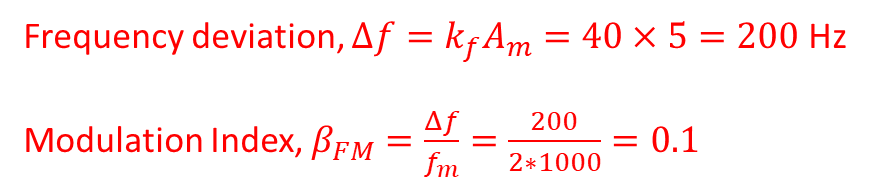 Frequency deviation, Δf = k_f A_m = 40 × 5 = 200 Hz
Modulation Index, β_FM = Δf/f_m = 200/2*1000 = 0.1